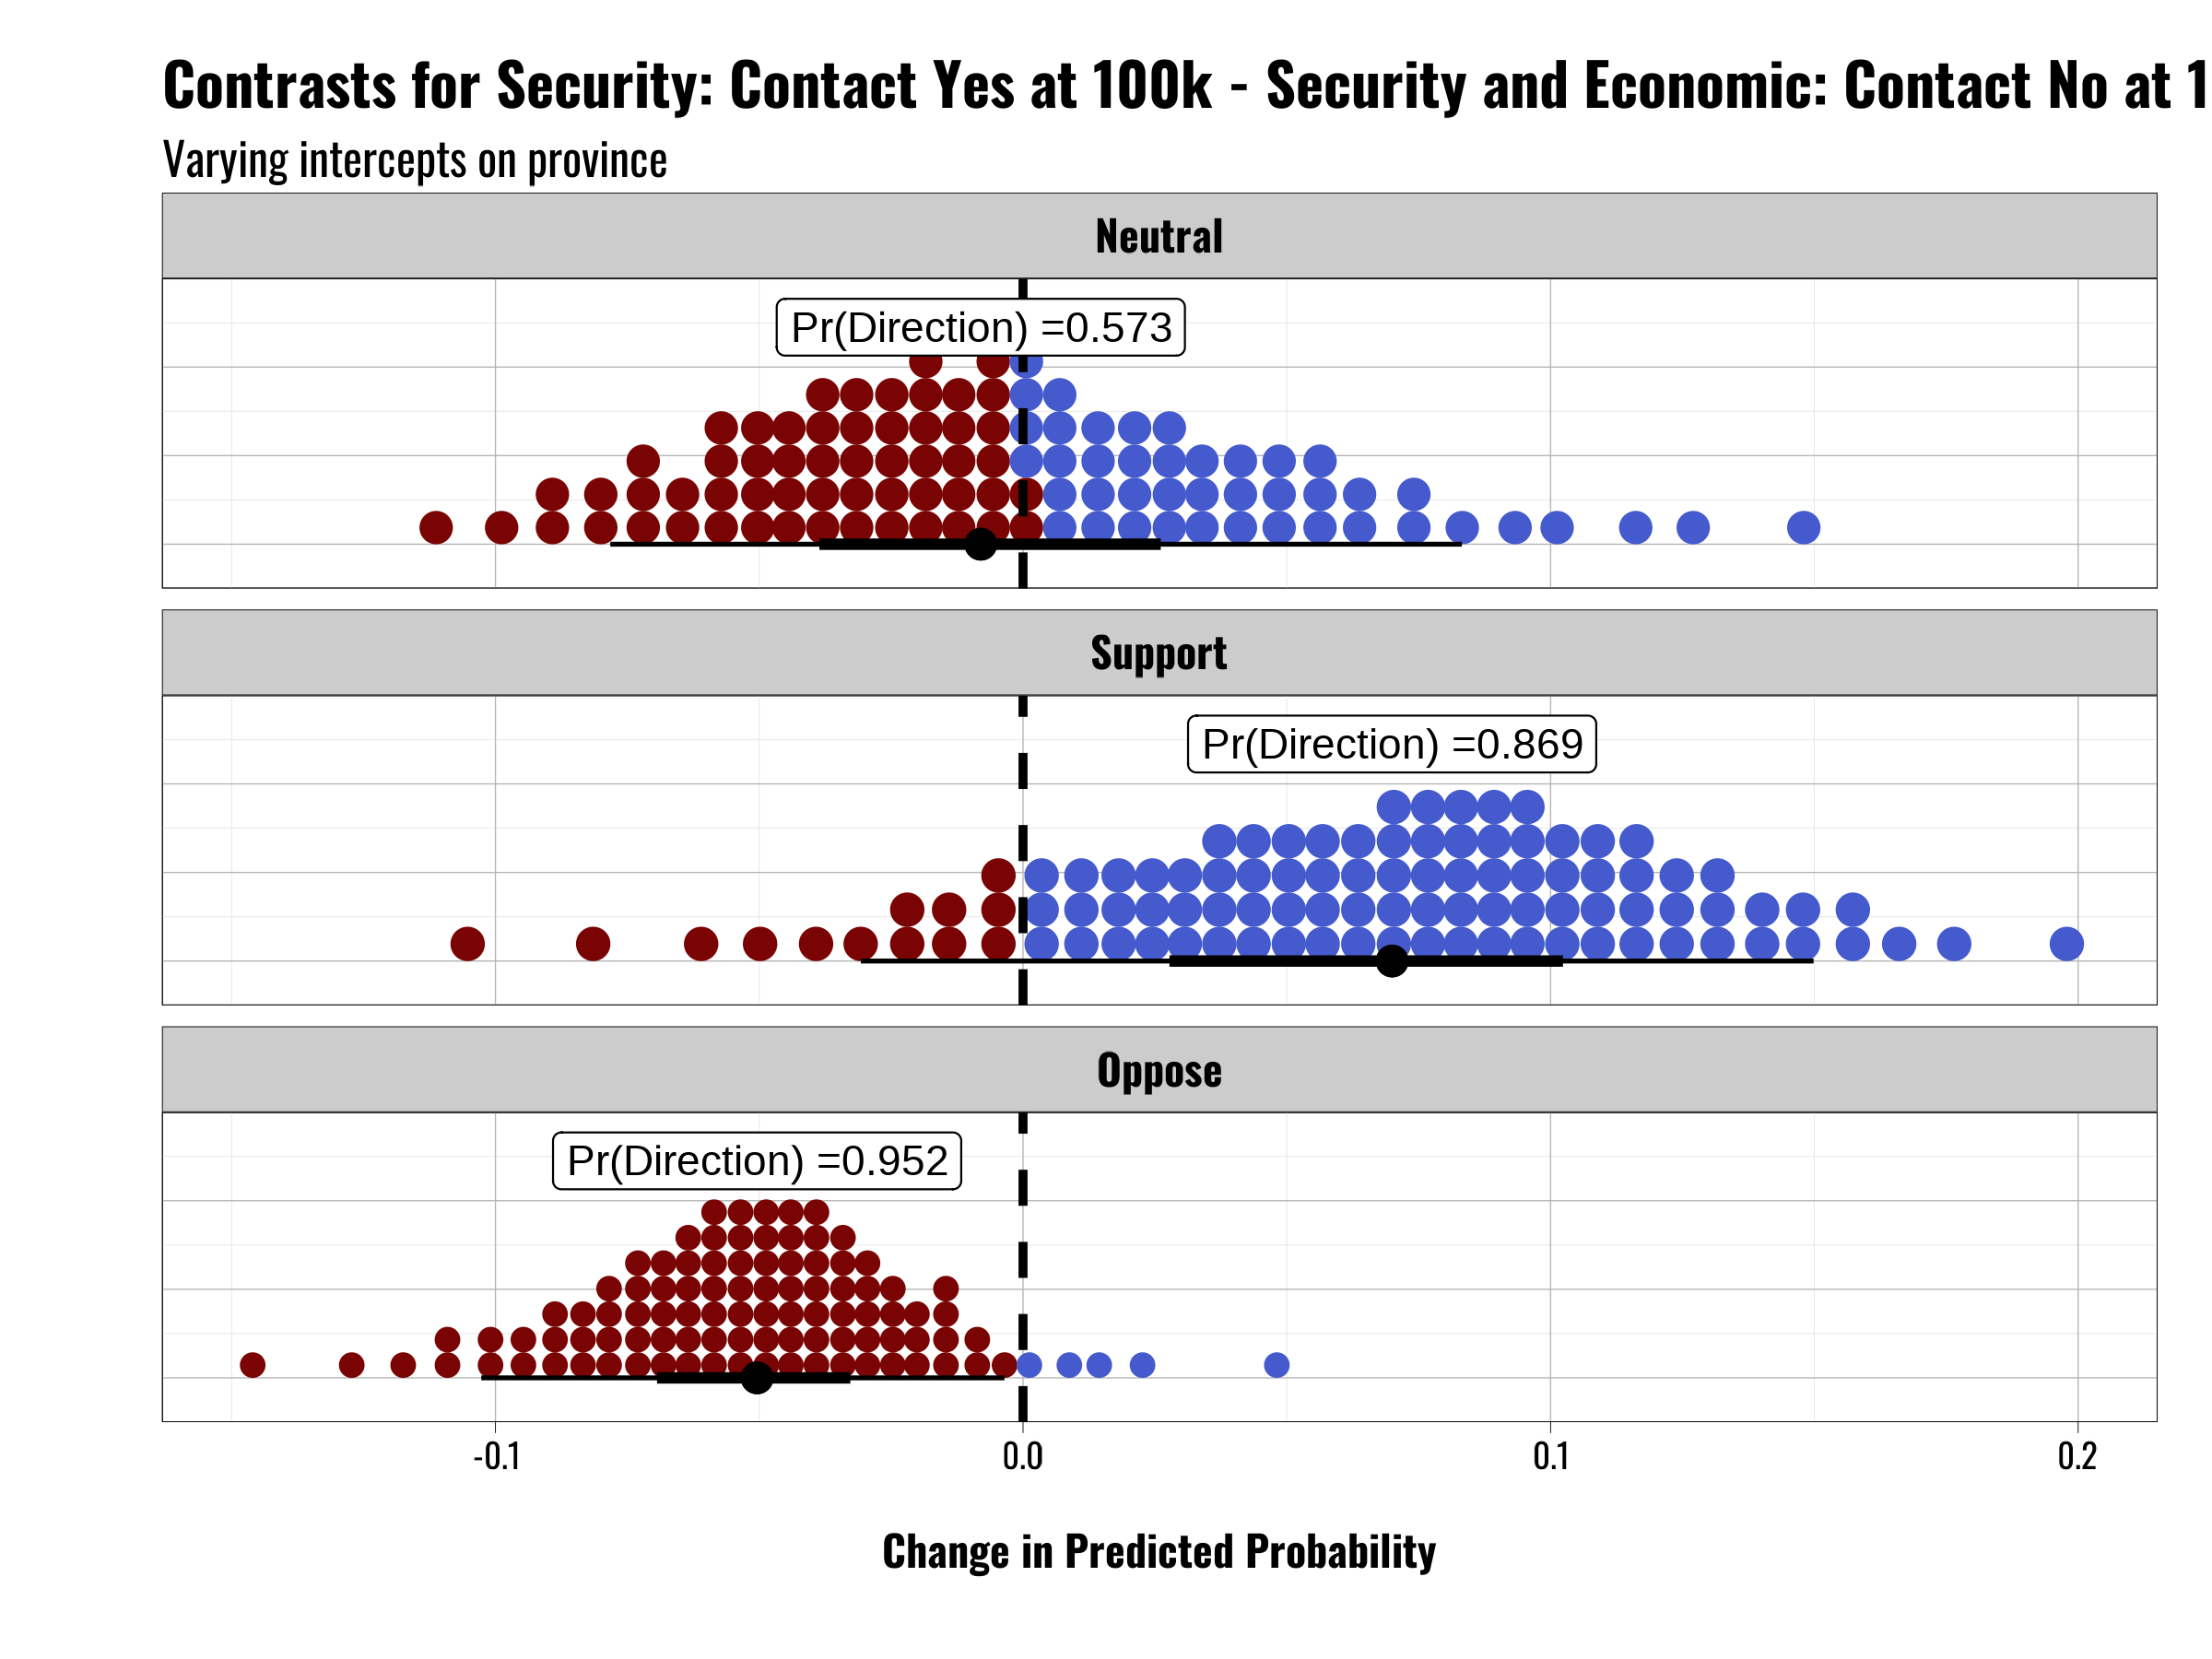 Contrasts for Security: Contact Yes at 100k - Security and Economic: Contact No at 1
Varying intercepts on province
Neutral
Pr(Direction) =0.573
Support
Pr(Direction) =0.869
Oppose
Pr(Direction) =0.952
-0.1 0.0 0.1 0.2
Change in Predicted Probability